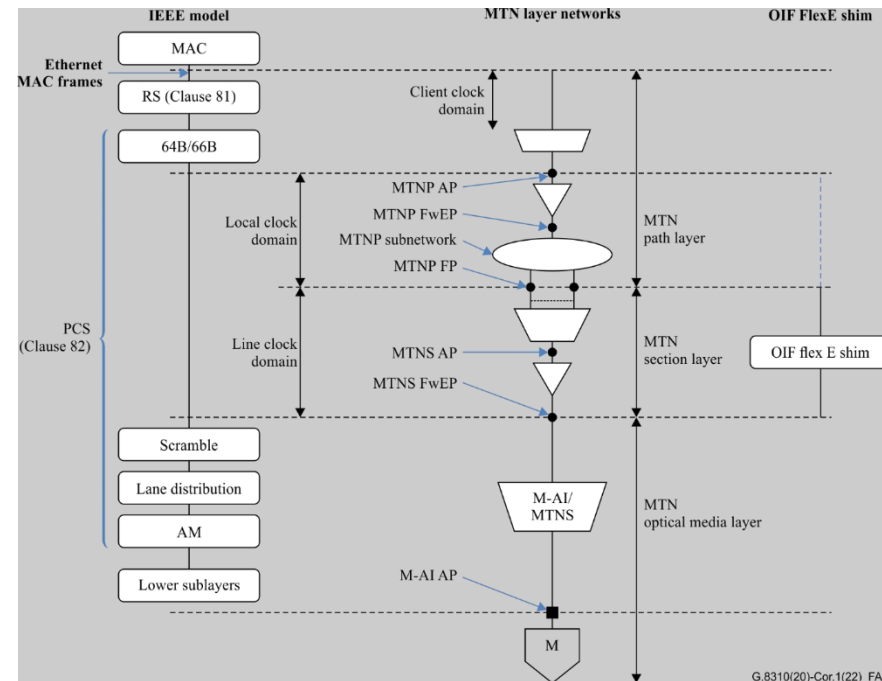 IEEE model
MTN layer networks
OIF FlexE shim
MAC
Ethernet
MAC frames
RS (Clause 81)
Client clock
domain
64B/66B
MTNP AP
MTNP FwEP
Local clock
domain
MTNP subnetwork
MTN
path layer
MTNP FP
PCS
(Clause 82)
Line clock
domain
MTNS AP
MTN
section layer
OIF flex E shim
MTNS FwEP
Scramble
Lane distribution
M-AI/
MTNS
MTN
optical media layer
AM
M-AI AP
Lower sublayers
M
G.8310(20)-Cor.1(22)_FA